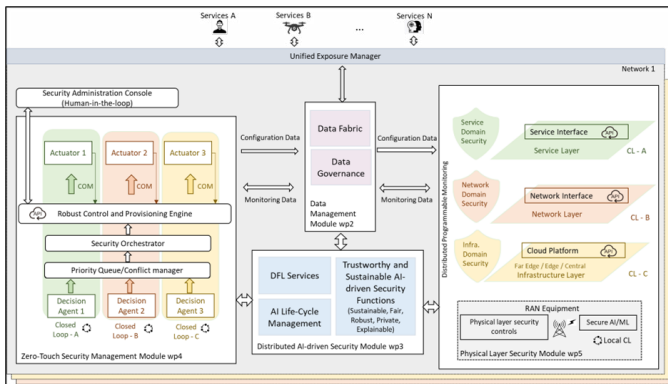 Services A
Services B
...
Services N
Unified Exposure Manager
Network 1
Security Administration Console
(Human-in-the-loop)
Actuator 1
Actuator 2
Actuator 3
COM
COM
COM
API
Robust Control and Provisioning Engine
Security Orchestrator
Priority Queue/Conflict manager
Decision
Agent 1
Decision
Agent 2
Decision
Agent 3
Closed
Loop - A
Closed
Loop - B
Closed
Loop - C
Zero-Touch Security Management Module wp4
Configuration Data
Monitoring Data
Data Fabric
Data
Governance
Data
Management
Module wp2
Configuration Data
Monitoring Data
DFL Services
AI Life-Cycle
Management
Trustworthy and
Sustainable AI-
driven Security
Functions
(Sustainable, Fair,
Robust, Private,
Explainable)
Distributed AI-driven Security Module wp3
Distributed Programmable Monitoring
Service
Domain
Security
Service Interface
API
Service Layer
CL - A
Network
Domain
Security
Network Interface
API
Network Layer
CL - B
Infra.
Domain
Security
Cloud Platform
API
Far Edge / Edge / Central
Infrastructure Layer
CL - C
RAN Equipment
Physical layer security
controls
Secure AI/ML
Local CL
Physical Layer Security Module wp5